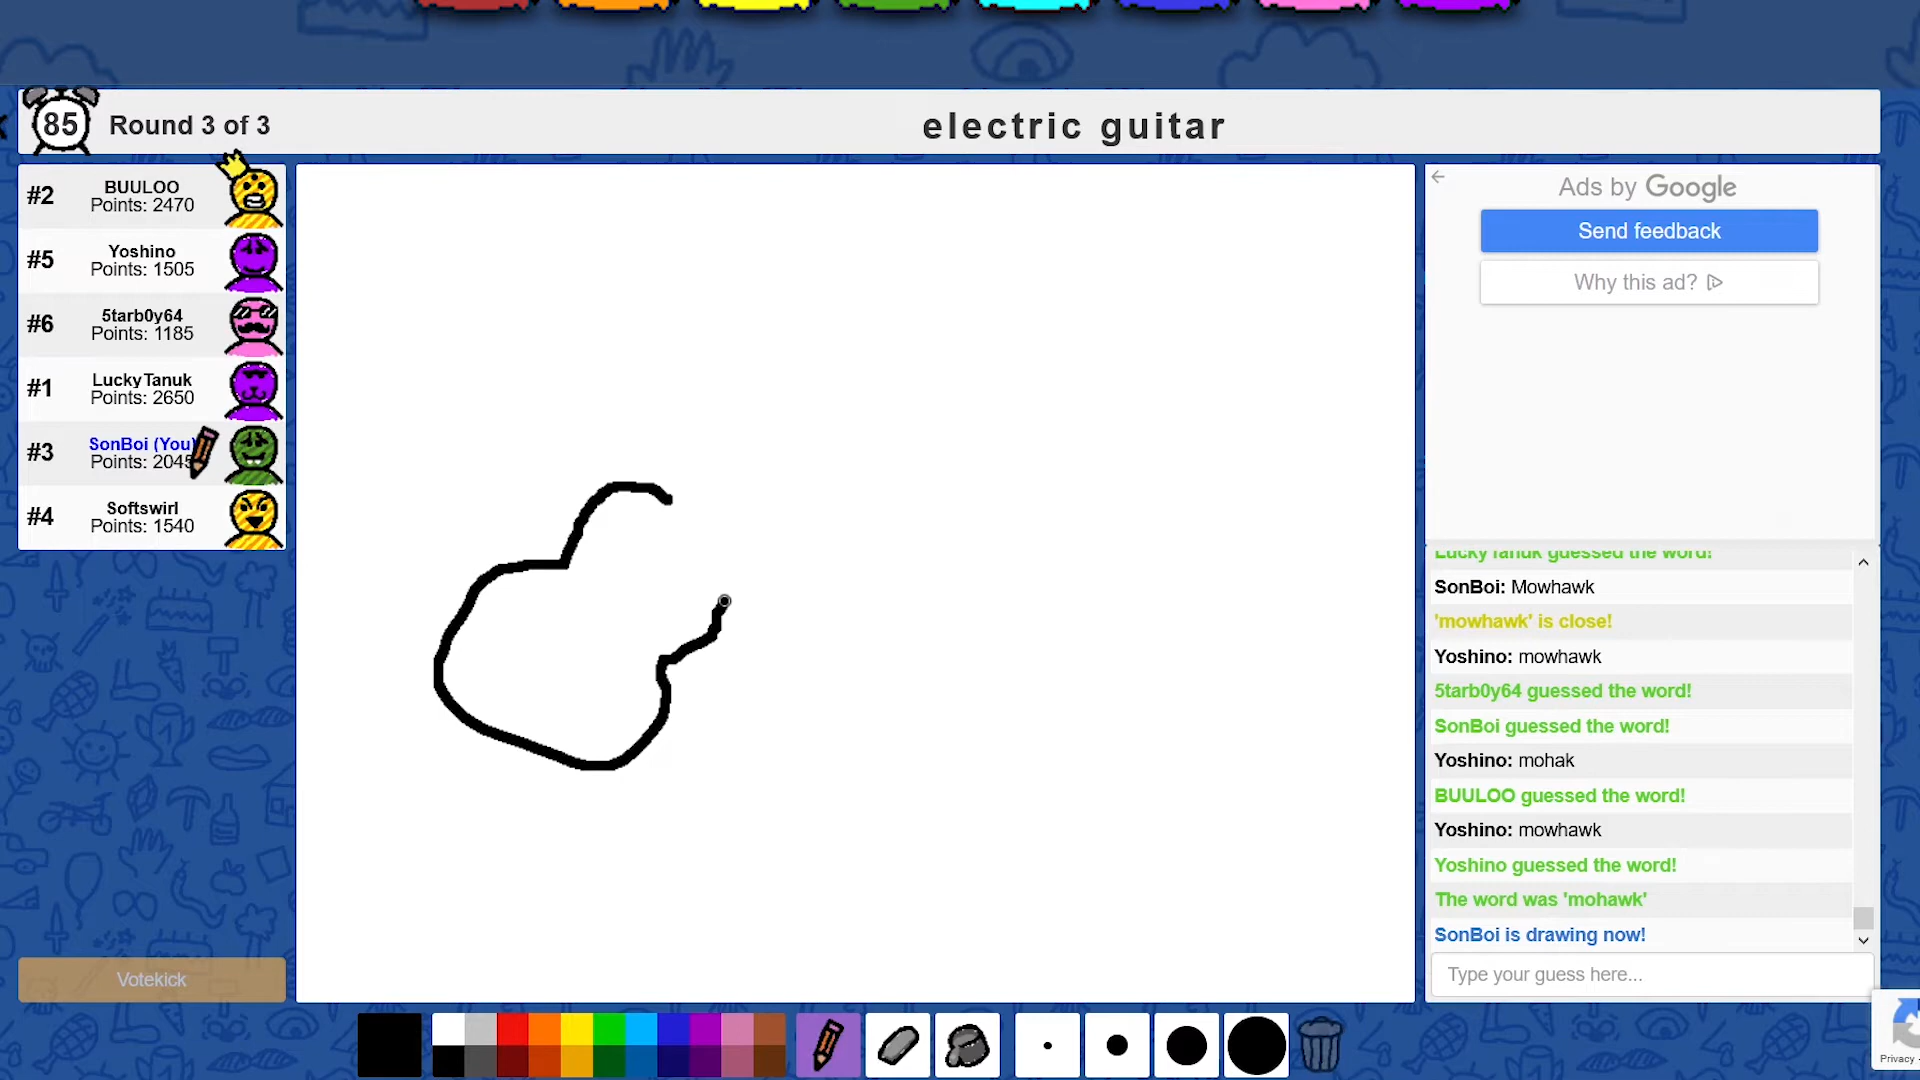 85
Round 3 of 3
electric guitar
#2
BUULOO
Points: 2470
#5
Yoshino
Points: 1505
#6
5tarb0y64
Points: 1185
#1
LuckyTanuk
Points: 2650
#3
SonBoi (You)
Points: 2045
#4
Softswirl
Points: 1540
Votekick
Ads by Google
Send feedback
Why this ad?
LuckyTanuk guessed the word!
SonBoi: Mowhawk
'mowhawk' is close!
Yoshino: mowhawk
5tarb0y64 guessed the word!
SonBoi guessed the word!
Yoshino: mohak
BUULOO guessed the word!
Yoshino: mowhawk
Yoshino guessed the word!
The word was 'mohawk'
SonBoi is drawing now!
Type your guess here...
Privacy -